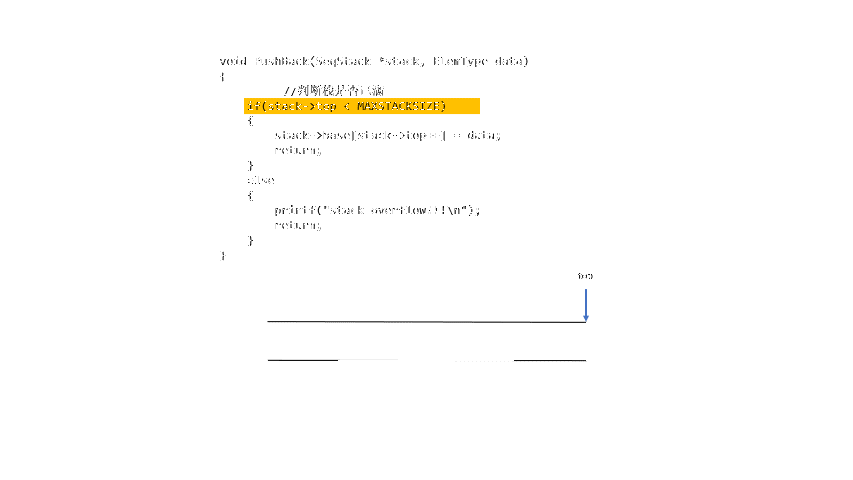 void PushBack(SeqStack *stack, ElemType data)
{
//判断栈是否已满
if(stack->top < MAXSTACKSIZE)
{
stack->base[stack->top++] = data;
return;
}
else
{
printf("stack overflow!!!\n");
return;
}
}
top